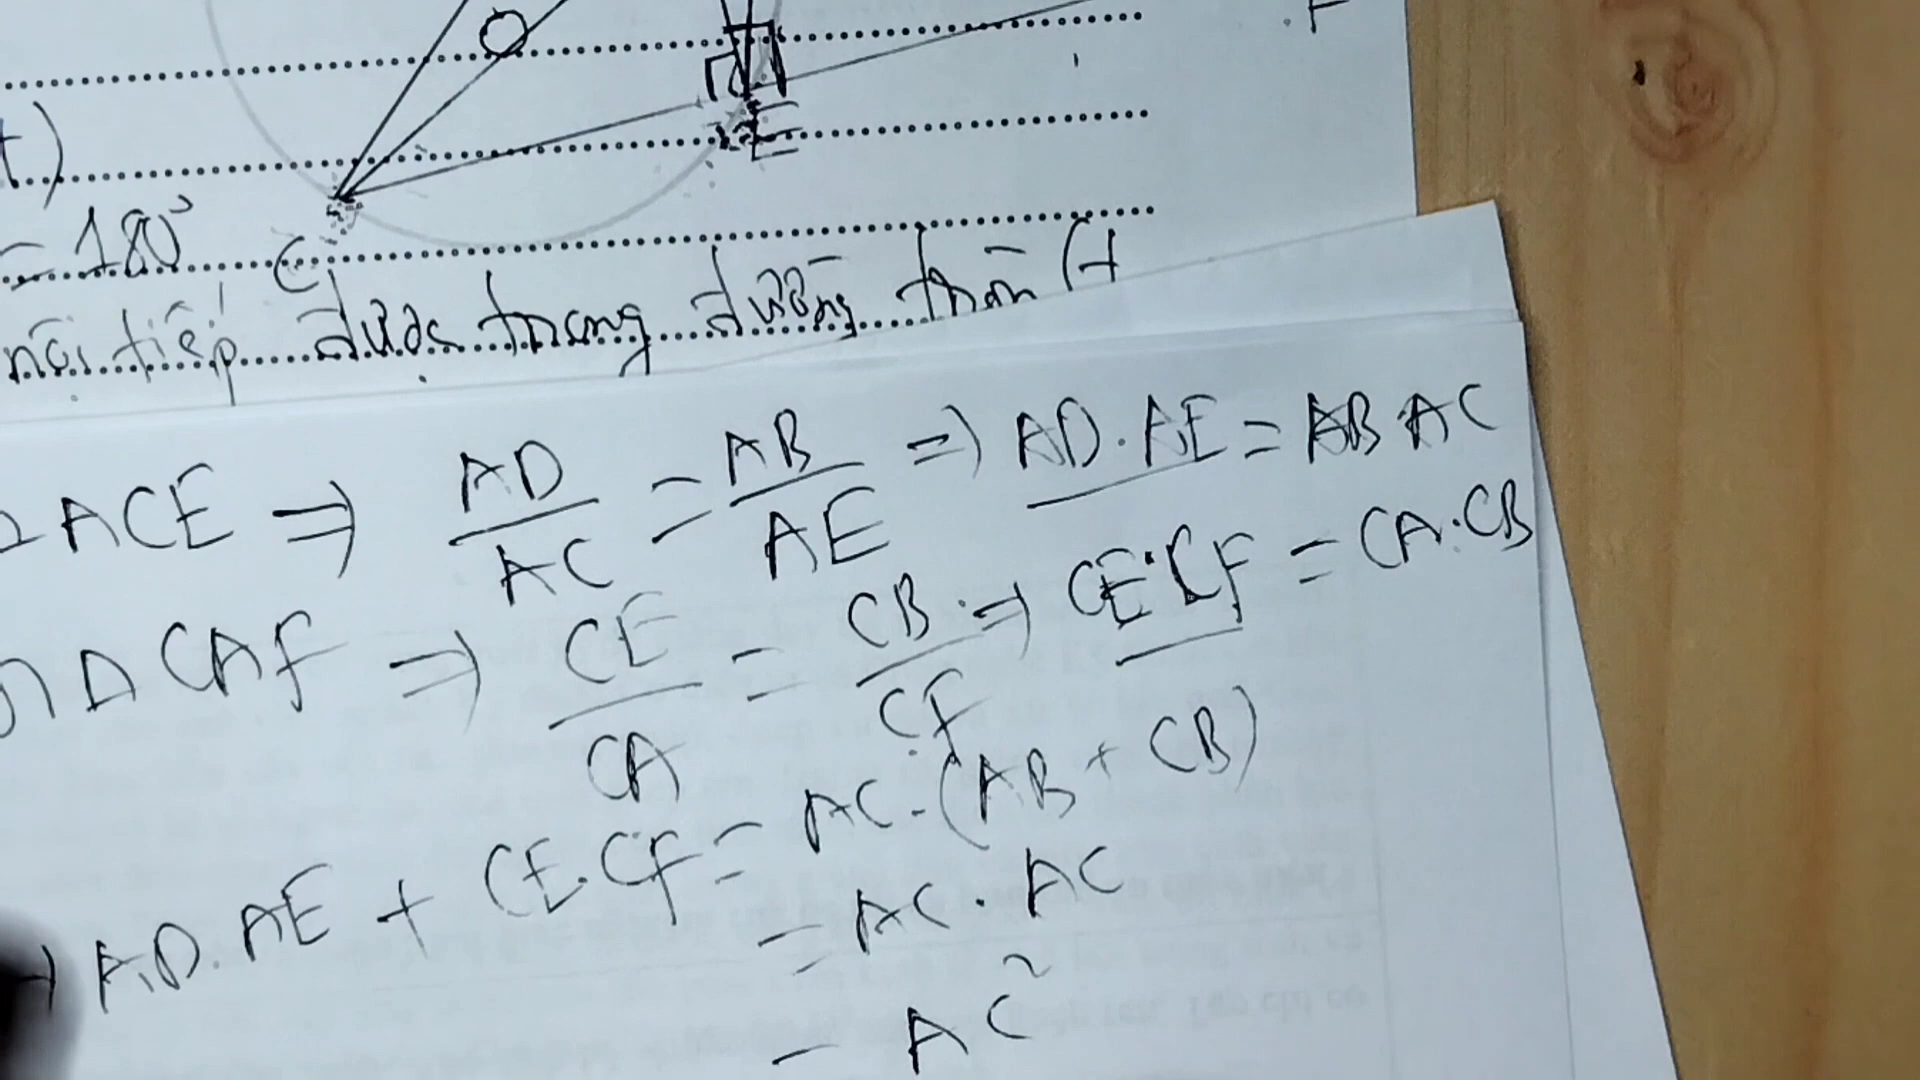 F
t)
E
= 180°
C
nội tiếp được trong đường tròn (t
ACE => AD/AC = AB/AE => AD.AE = AB AC
Δ CAF => CE/CA = CB/CF => CE.CF = CA.CB
AD.AE + CE.CF = AC.(AB + CB)
= AC.AC
= AC²